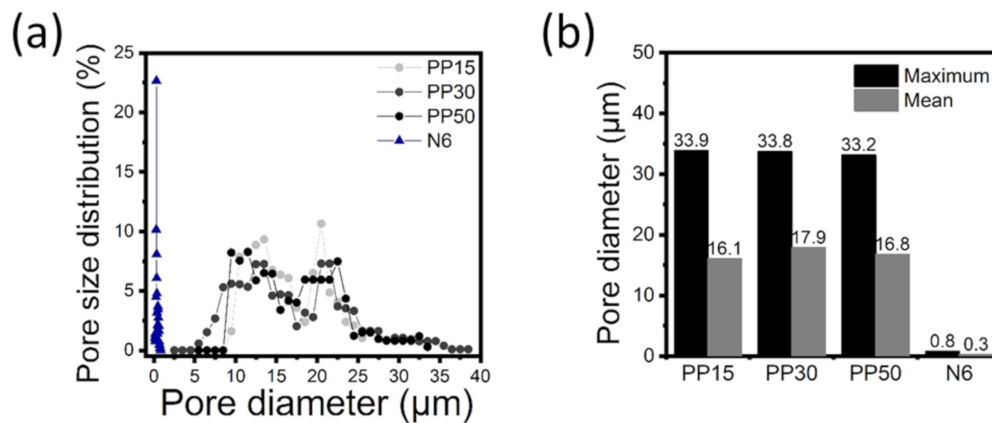 (a)
Pore size distribution (%)
25
20
15
10
5
0
PP15
PP30
PP50
N6
0 5 10 15 20 25 30 35 40
Pore diameter (μm)
(b)
Pore diameter (μm)
50
40
30
20
10
0
Maximum
Mean
33.9 16.1 33.8 17.9 33.2 16.8 0.8 0.3
PP15 PP30 PP50 N6